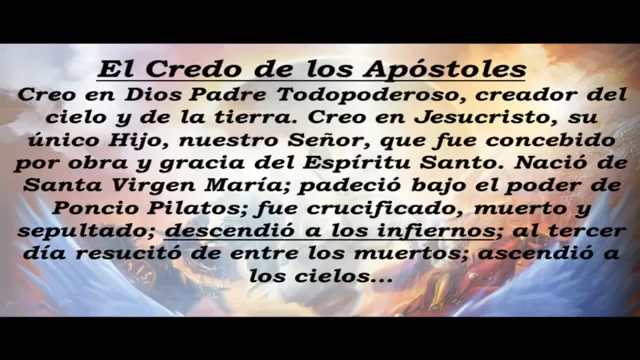 El Credo de los Apóstoles
Creo en Dios Padre Todopoderoso, creador del
cielo y de la tierra. Creo en Jesucristo, su
único Hijo, nuestro Señor, que fue concebido
por obra y gracia del Espíritu Santo. Nació de
Santa Virgen María; padeció bajo el poder de
Poncio Pilatos; fue crucificado, muerto y
sepultado; descendió a los infiernos; al tercer
día resucitó de entre los muertos; ascendió a
los cielos...